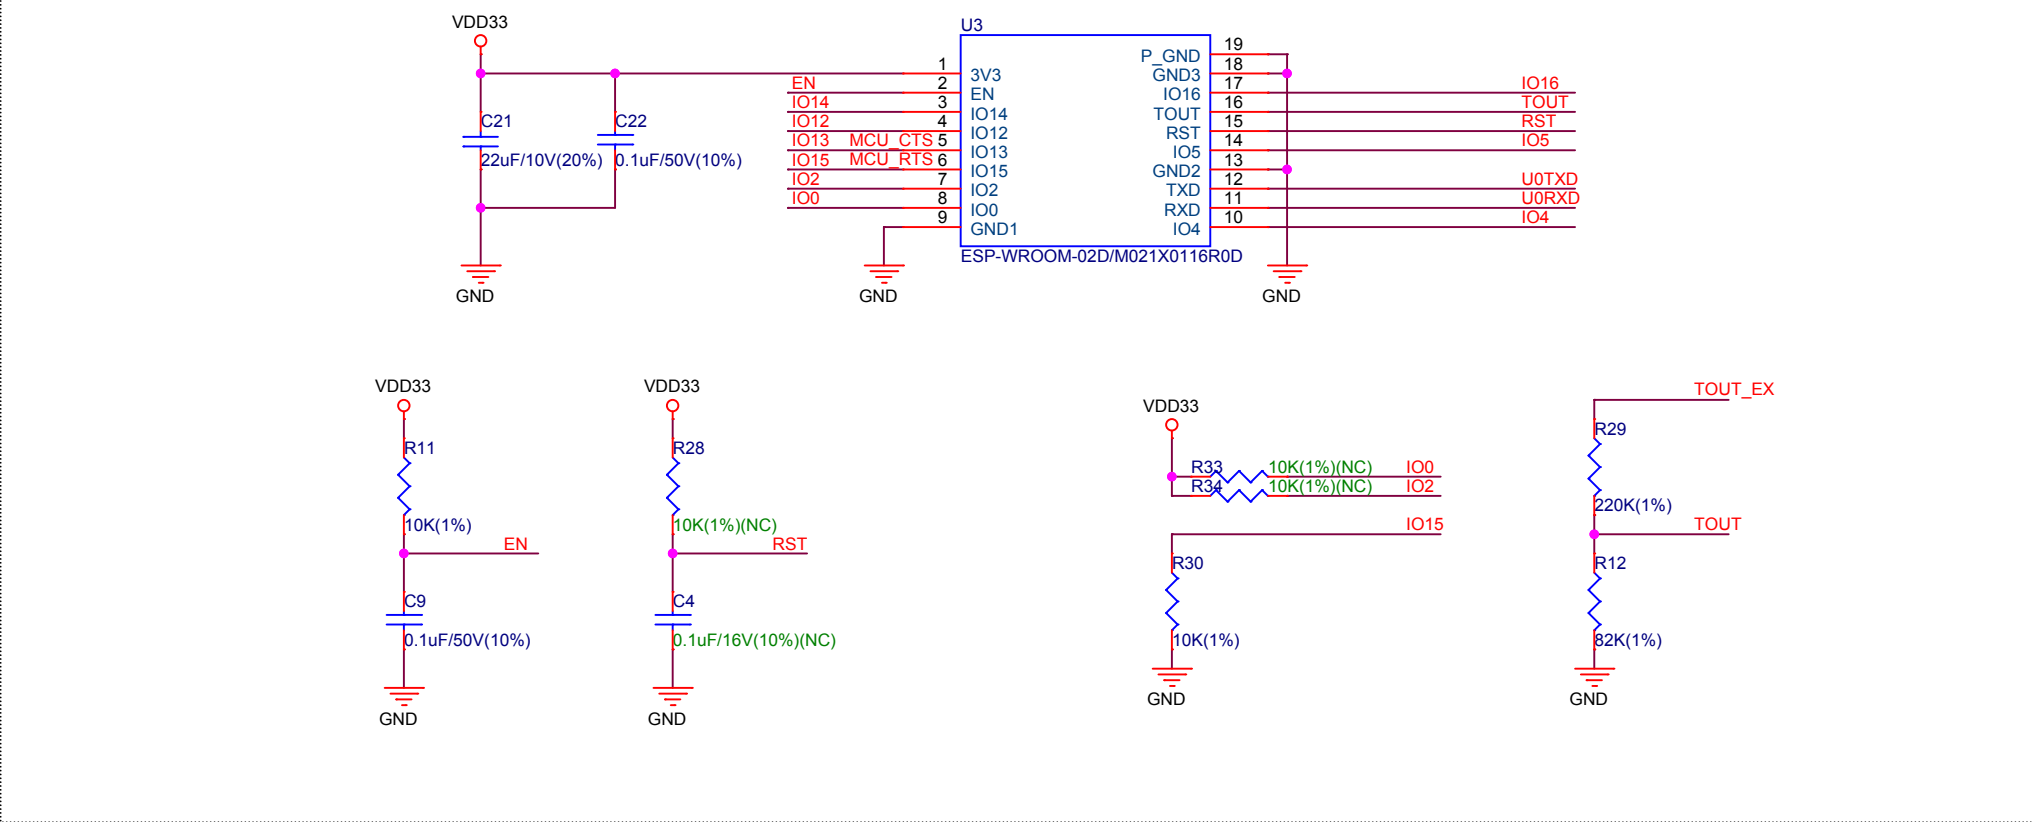 VDD33
U3
1
2
3
4
5
6
7
8
9
EN
IO14
IO12
IO13 MCU_CTS
IO15 MCU_RTS
IO2
IO0
3V3
EN
IO14
IO12
IO13
IO15
IO2
IO0
GND1
P_GND
GND3
IO16
TOUT
RST
IO5
GND2
TXD
RXD
IO4
19
18
17
16
15
14
13
12
11
10
IO16
TOUT
RST
IO5
U0TXD
U0RXD
IO4
C21
22uF/10V(20%)
C22
0.1uF/50V(10%)
ESP-WROOM-02D/M021X0116R0D
GND
GND
GND
VDD33
R11
10K(1%)
EN
C9
0.1uF/50V(10%)
GND
VDD33
R28
10K(1%)(NC)
RST
C4
0.1uF/16V(10%)(NC)
GND
VDD33
R33 10K(1%)(NC) IO0
R34 10K(1%)(NC) IO2
IO15
R30
10K(1%)
GND
TOUT_EX
R29
220K(1%)
TOUT
R12
82K(1%)
GND